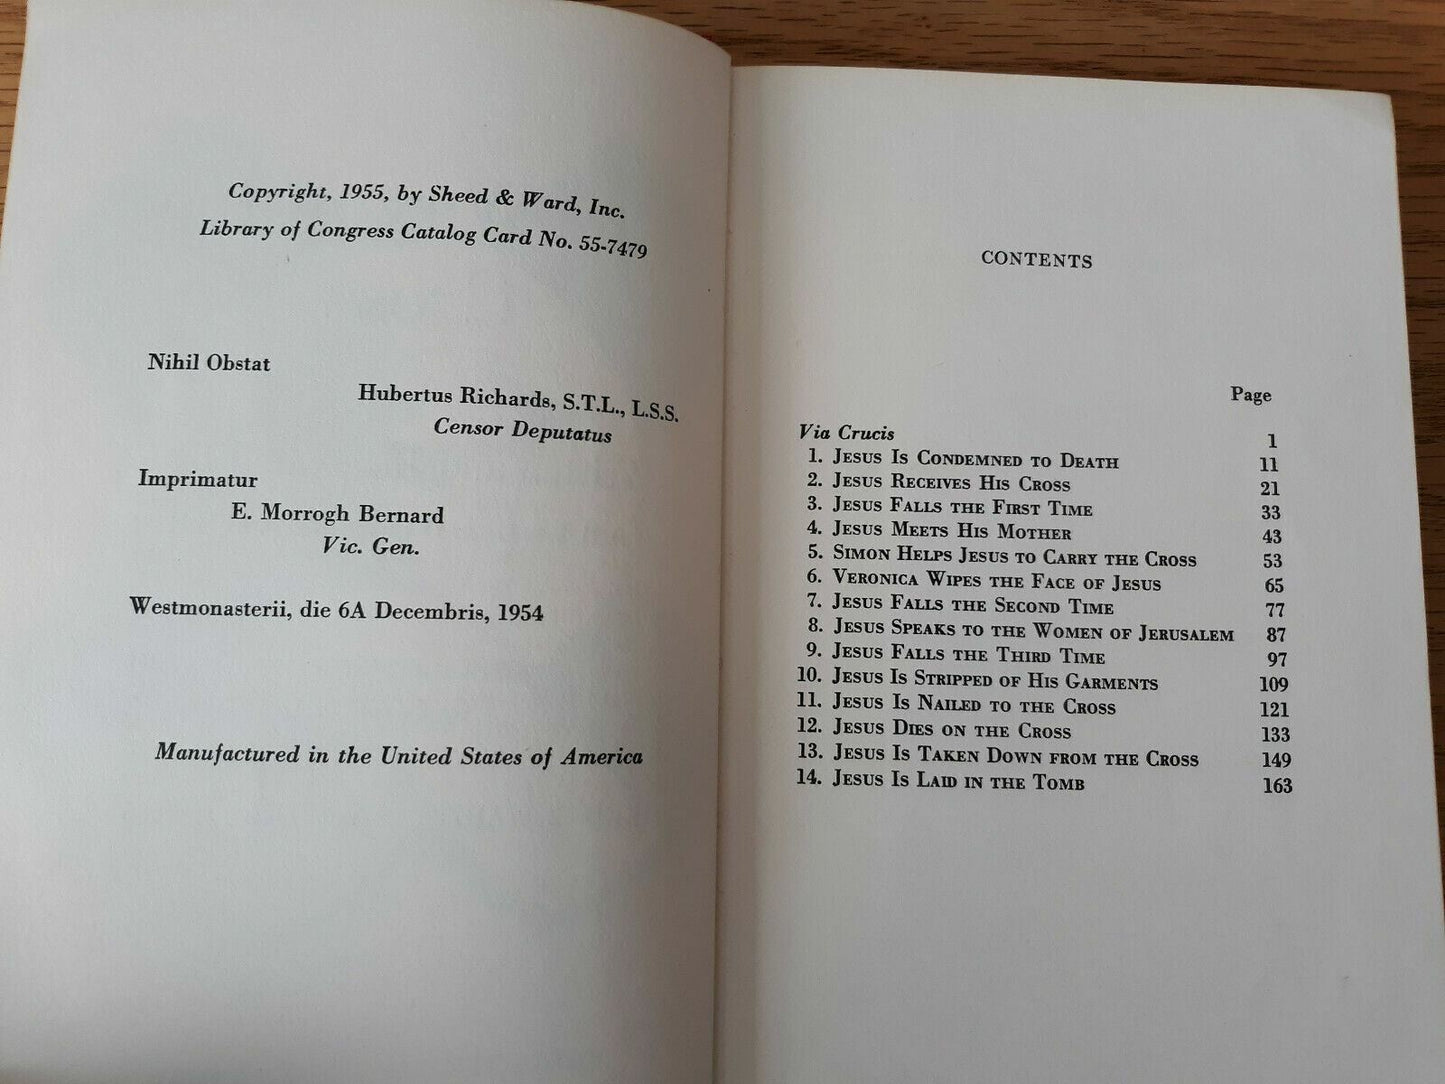 Copyright, 1955, by Sheed & Ward, Inc.
Library of Congress Catalog Card No. 55-7479
Nihil Obstat
Hubertus Richards, S.T.L., L.S.S.
Censor Deputatus
Imprimatur
E. Morrogh Bernard
Vic. Gen.
Westmonasterii, die 6A Decembris, 1954
Manufactured in the United States of America
CONTENTS
Page
Via Crucis 1
1. JESUS IS CONDEMNED TO DEATH 11
2. JESUS RECEIVES HIS CROSS 21
3. JESUS FALLS THE FIRST TIME 33
4. JESUS MEETS HIS MOTHER 43
5. SIMON HELPS JESUS TO CARRY THE CROSS 53
6. VERONICA WIPES THE FACE OF JESUS 65
7. JESUS FALLS THE SECOND TIME 77
8. JESUS SPEAKS TO THE WOMEN OF JERUSALEM 87
9. JESUS FALLS THE THIRD TIME 97
10. JESUS IS STRIPPED OF HIS GARMENTS 109
11. JESUS IS NAILED TO THE CROSS 121
12. JESUS DIES ON THE CROSS 133
13. JESUS IS TAKEN DOWN FROM THE CROSS 149
14. JESUS IS LAID IN THE TOMB 163